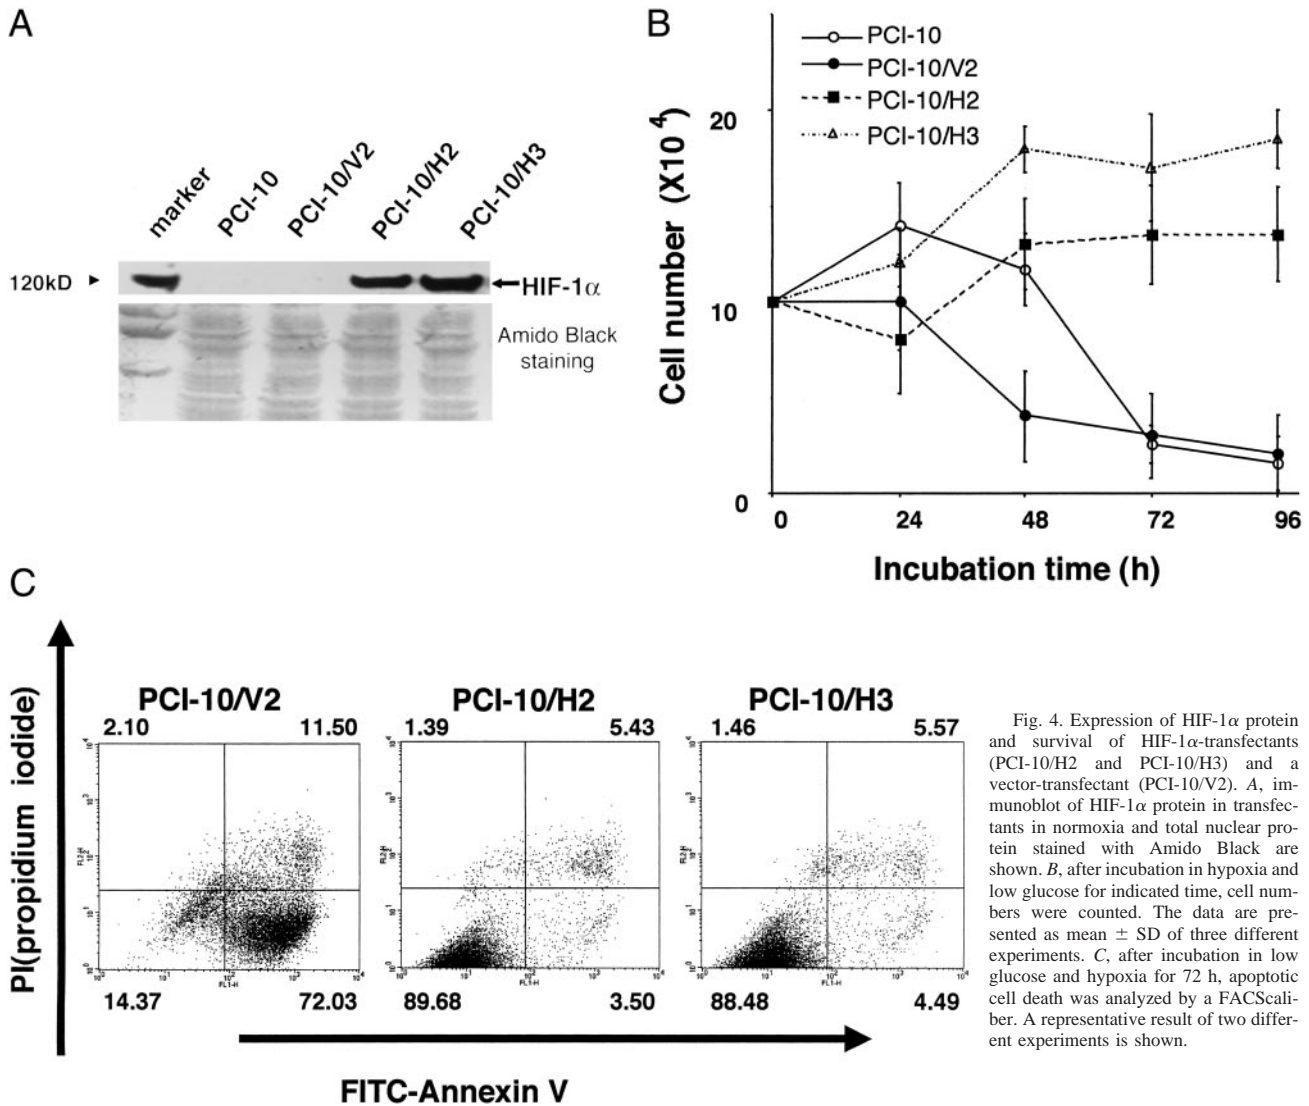 A
marker
PCI-10
PCI-10/V2
PCI-10/H2
PCI-10/H3
120kD
HIF-1α
Amido Black
staining
B
PCI-10
PCI-10/V2
PCI-10/H2
PCI-10/H3
Cell number (X10 4)
20
10
0
0 24 48 72 96
Incubation time (h)
C
PI(propidium iodide)
PCI-10/V2
2.10 11.50
FL2-H
FL1-H
14.37 72.03
PCI-10/H2
1.39 5.43
FL2-H
FL1-H
89.68 3.50
PCI-10/H3
1.46 5.57
FL2-H
FL1-H
88.48 4.49
FITC-Annexin V
Fig. 4. Expression of HIF-1α protein
and survival of HIF-1α-transfectants
(PCI-10/H2 and PCI-10/H3) and a
vector-transfectant (PCI-10/V2). A, im-
munoblot of HIF-1α protein in transfec-
tants in normoxia and total nuclear pro-
tein stained with Amido Black are
shown. B, after incubation in hypoxia and
low glucose for indicated time, cell num-
bers were counted. The data are pre-
sented as mean ± SD of three different
experiments. C, after incubation in low
glucose and hypoxia for 72 h, apoptotic
cell death was analyzed by a FACScali-
ber. A representative result of two differ-
ent experiments is shown.